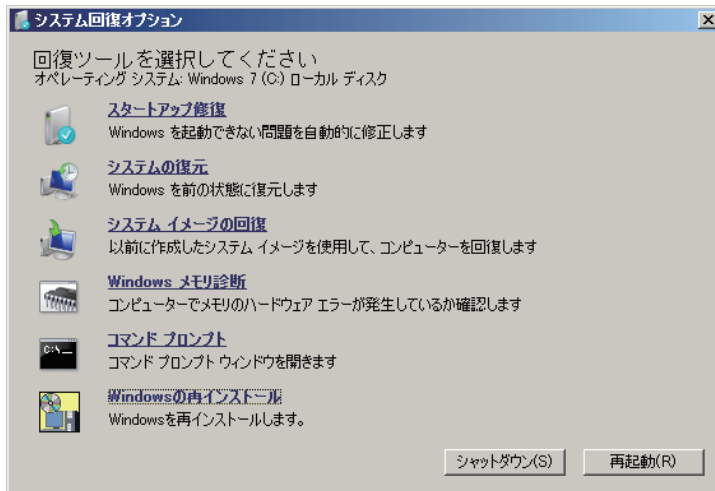 システム回復オプション
回復ツールを選択してください
オペレーティング システム: Windows 7 (C:) ローカル ディスク
スタートアップ修復
Windows を起動できない問題を自動的に修正します
システムの復元
Windows を前の状態に復元します
システム イメージの回復
以前に作成したシステム イメージを使用して、コンピューターを回復します
Windows メモリ診断
コンピューターでメモリのハードウェア エラーが発生しているか確認します
C:\_
コマンド プロンプト
コマンド プロンプト ウィンドウを開きます
Windowsの再インストール
Windowsを再インストールします。
シャットダウン(S)
再起動(R)